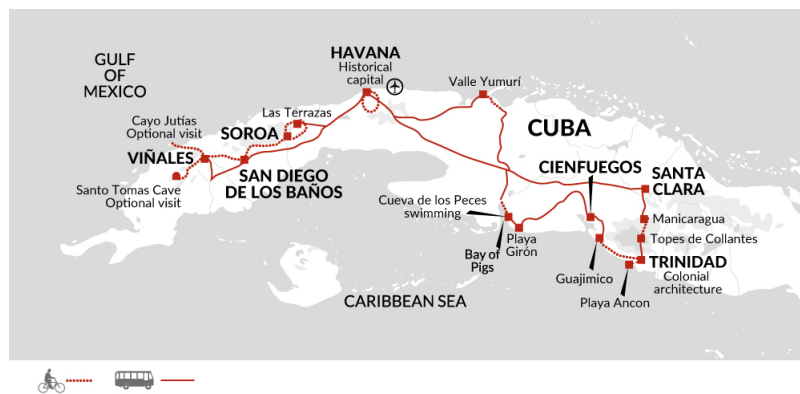 GULF
OF
MEXICO
HAVANA
Historical
capital
Valle Yumurí
Las Terrazas
Cayo Jutías
Optional visit
SOROA
CUBA
VIÑALES
SAN DIEGO
DE LOS BAÑOS
Santo Tomas Cave
Optional visit
CIENFUEGOS
SANTA
CLARA
Cueva de los Peces
swimming
Manicaragua
Playa
Girón
Topes de Collantes
Bay of
Pigs
TRINIDAD
Colonial
architecture
Guajimico
Playa Ancon
CARIBBEAN SEA